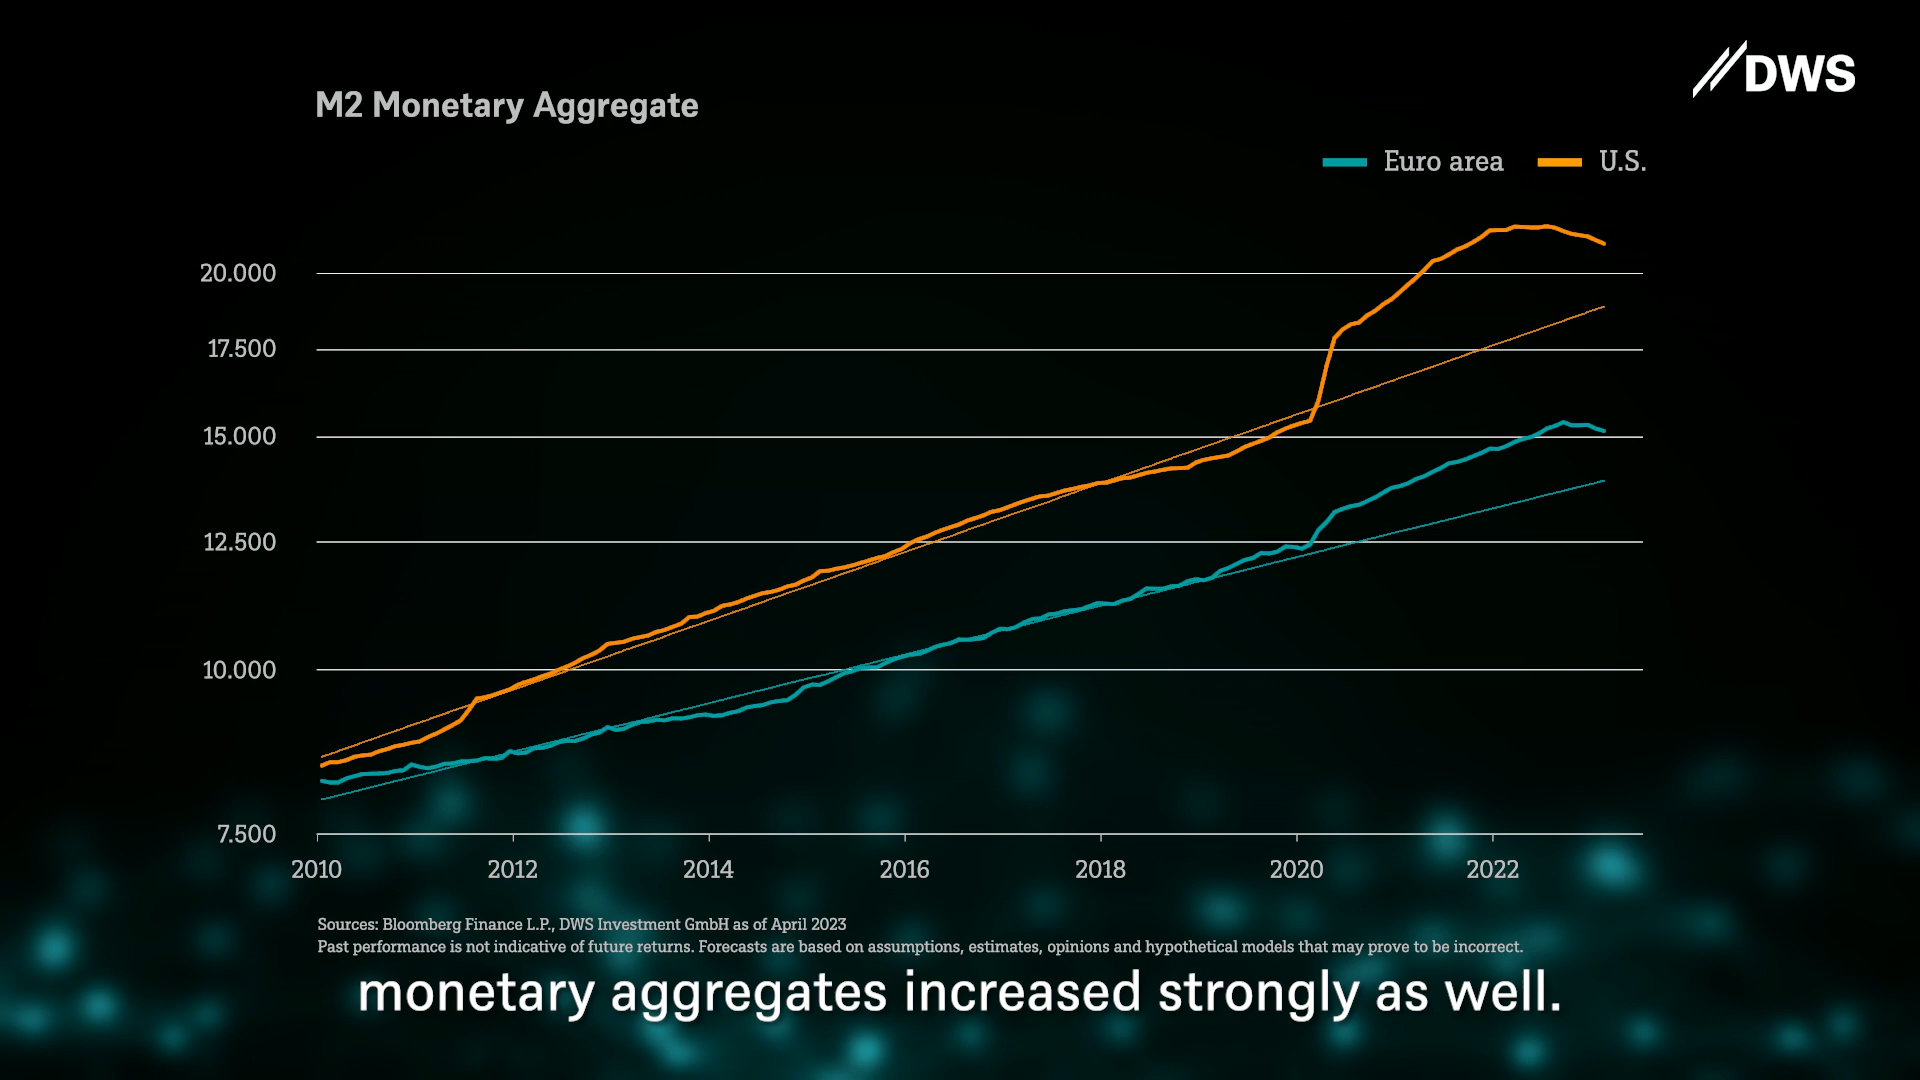 DWS
M2 Monetary Aggregate
Euro area U.S.
20.000
17.500
15.000
12.500
10.000
7.500
2010 2012 2014 2016 2018 2020 2022
Sources: Bloomberg Finance L.P., DWS Investment GmbH as of April 2023
Past performance is not indicative of future returns. Forecasts are based on assumptions, estimates, opinions and hypothetical models that may prove to be incorrect.
monetary aggregates increased strongly as well.